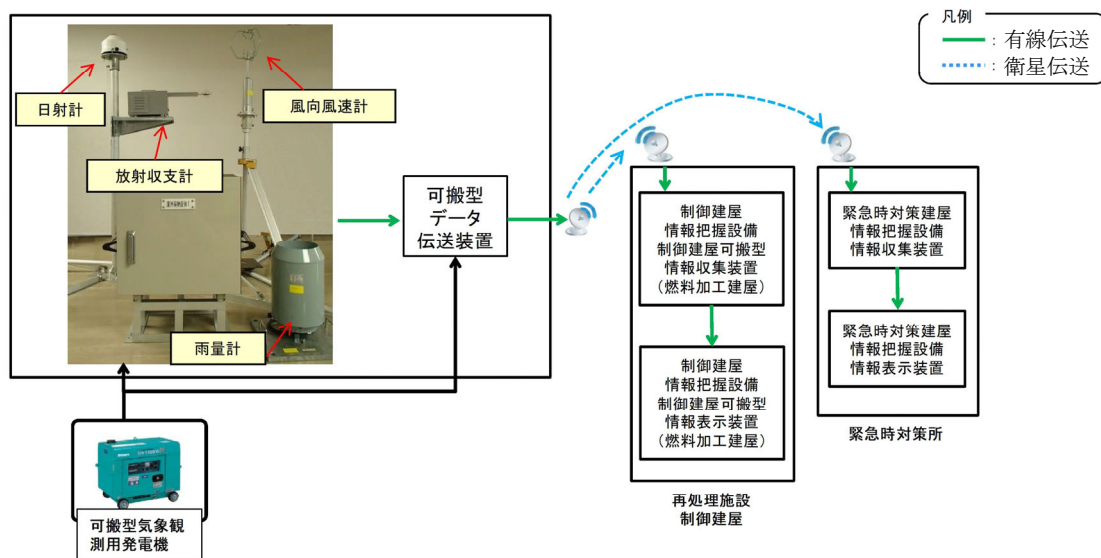 凡例
：有線伝送
：衛星伝送
日射計
風向風速計
放射収支計
雨量計
可搬型
データ
伝送装置
可搬型気象観
測用発電機
制御建屋
情報把握設備
制御建屋可搬型
情報収集装置
（燃料加工建屋）
制御建屋
情報把握設備
制御建屋可搬型
情報表示装置
（燃料加工建屋）
再処理施設
制御建屋
緊急時対策建屋
情報把握設備
情報収集装置
緊急時対策建屋
情報把握設備
情報表示装置
緊急時対策所